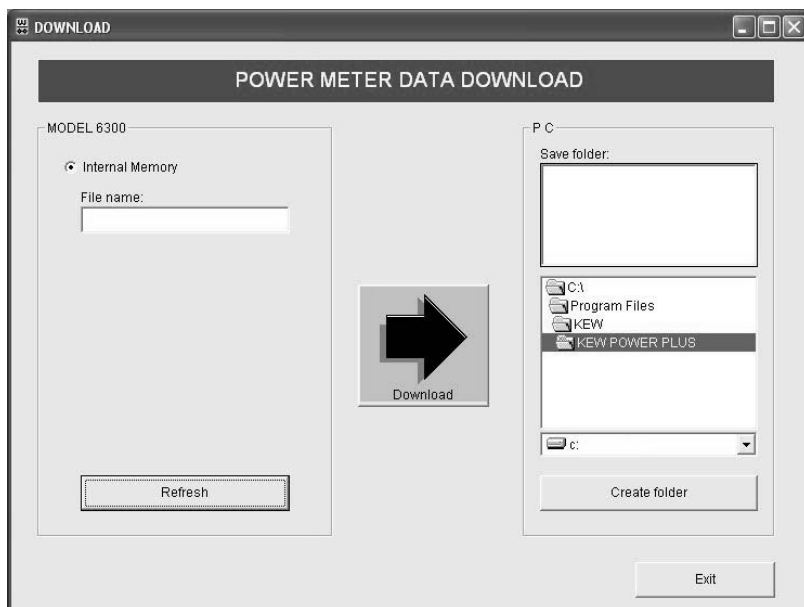 DOWNLOAD
POWER METER DATA DOWNLOAD
MODEL 6300
Internal Memory
File name:
Refresh
Download
P C
Save folder:
C:\
Program Files
KEW
KEW POWER PLUS
c:
Create folder
Exit